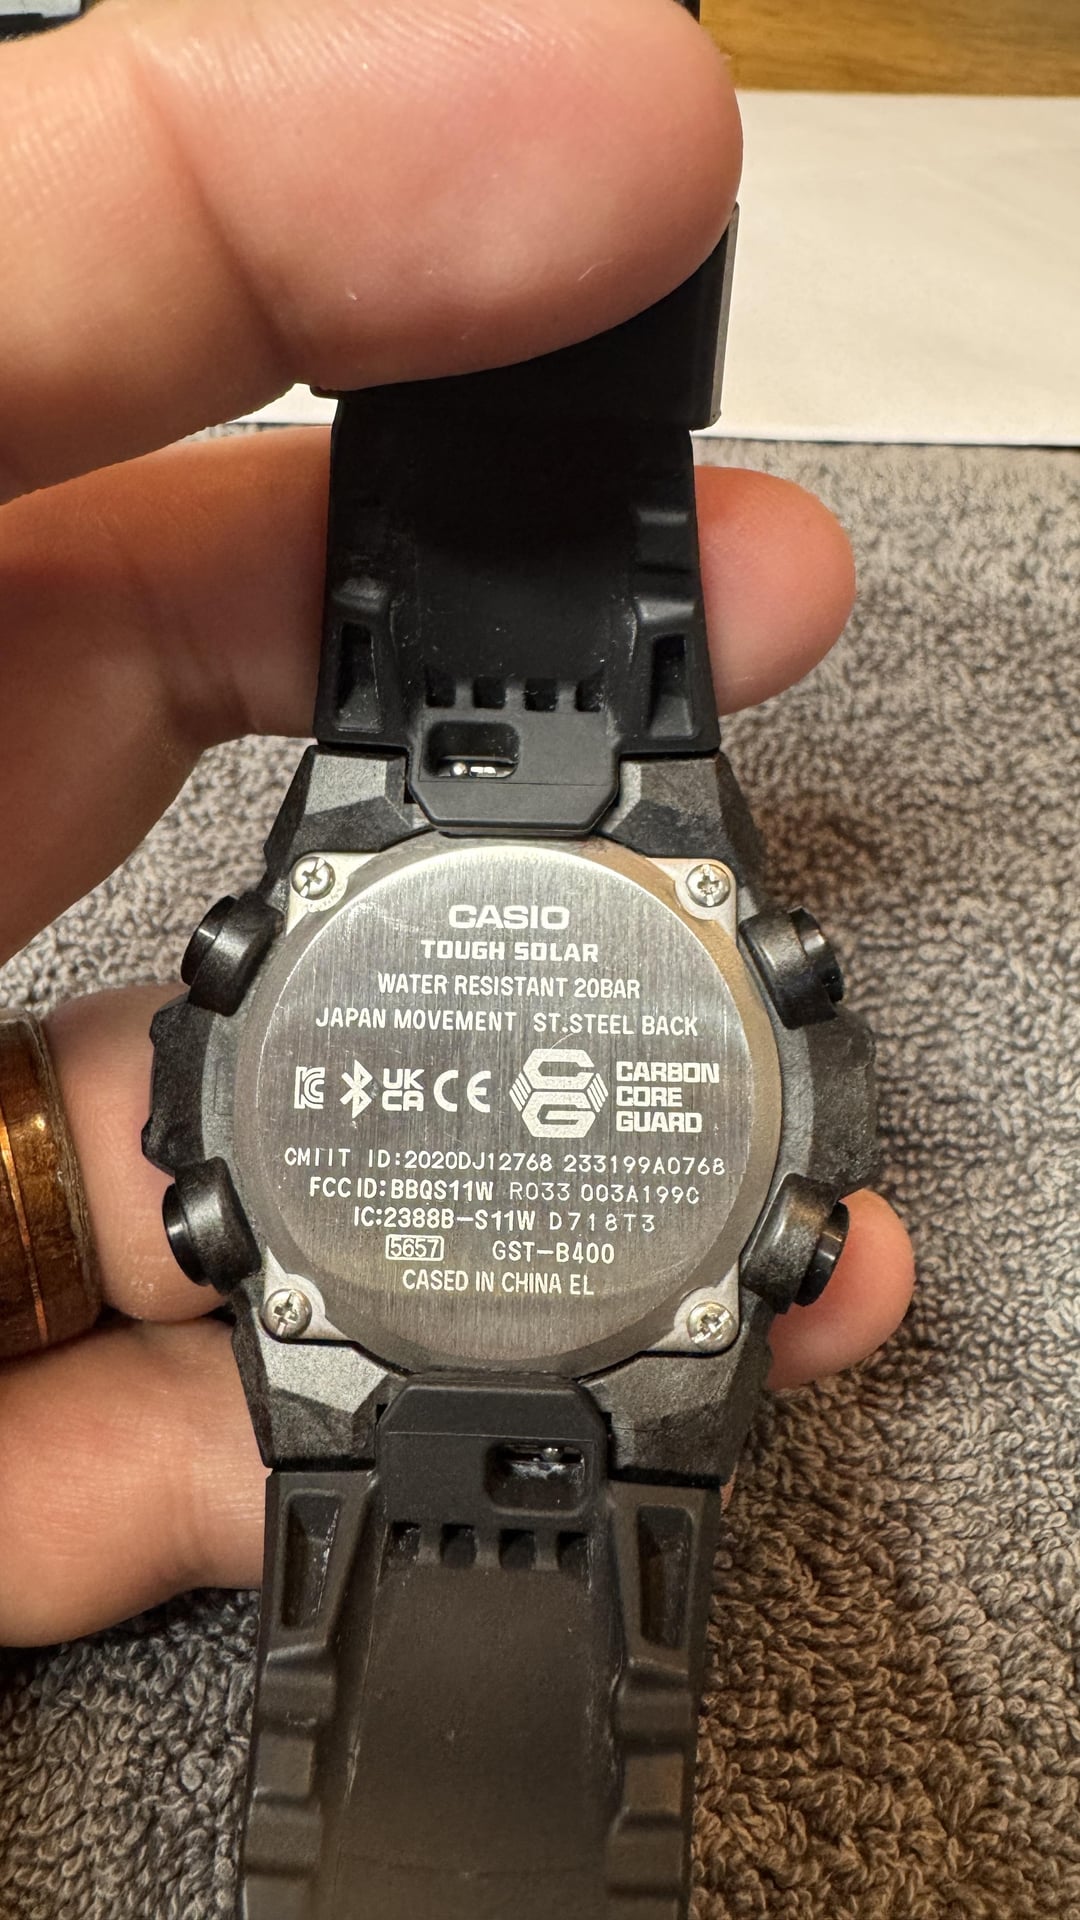 CASIO
TOUGH SOLAR
WATER RESISTANT 20BAR
JAPAN MOVEMENT ST.STEEL BACK
UK CA CE CARBON CORE GUARD
CMIIT ID:2020DJ12768 233199A0768
FCC ID:BBQS11W R033 003A1990
IC:2388B-S11W D718T3
5657 GST-B400
CASED IN CHINA EL